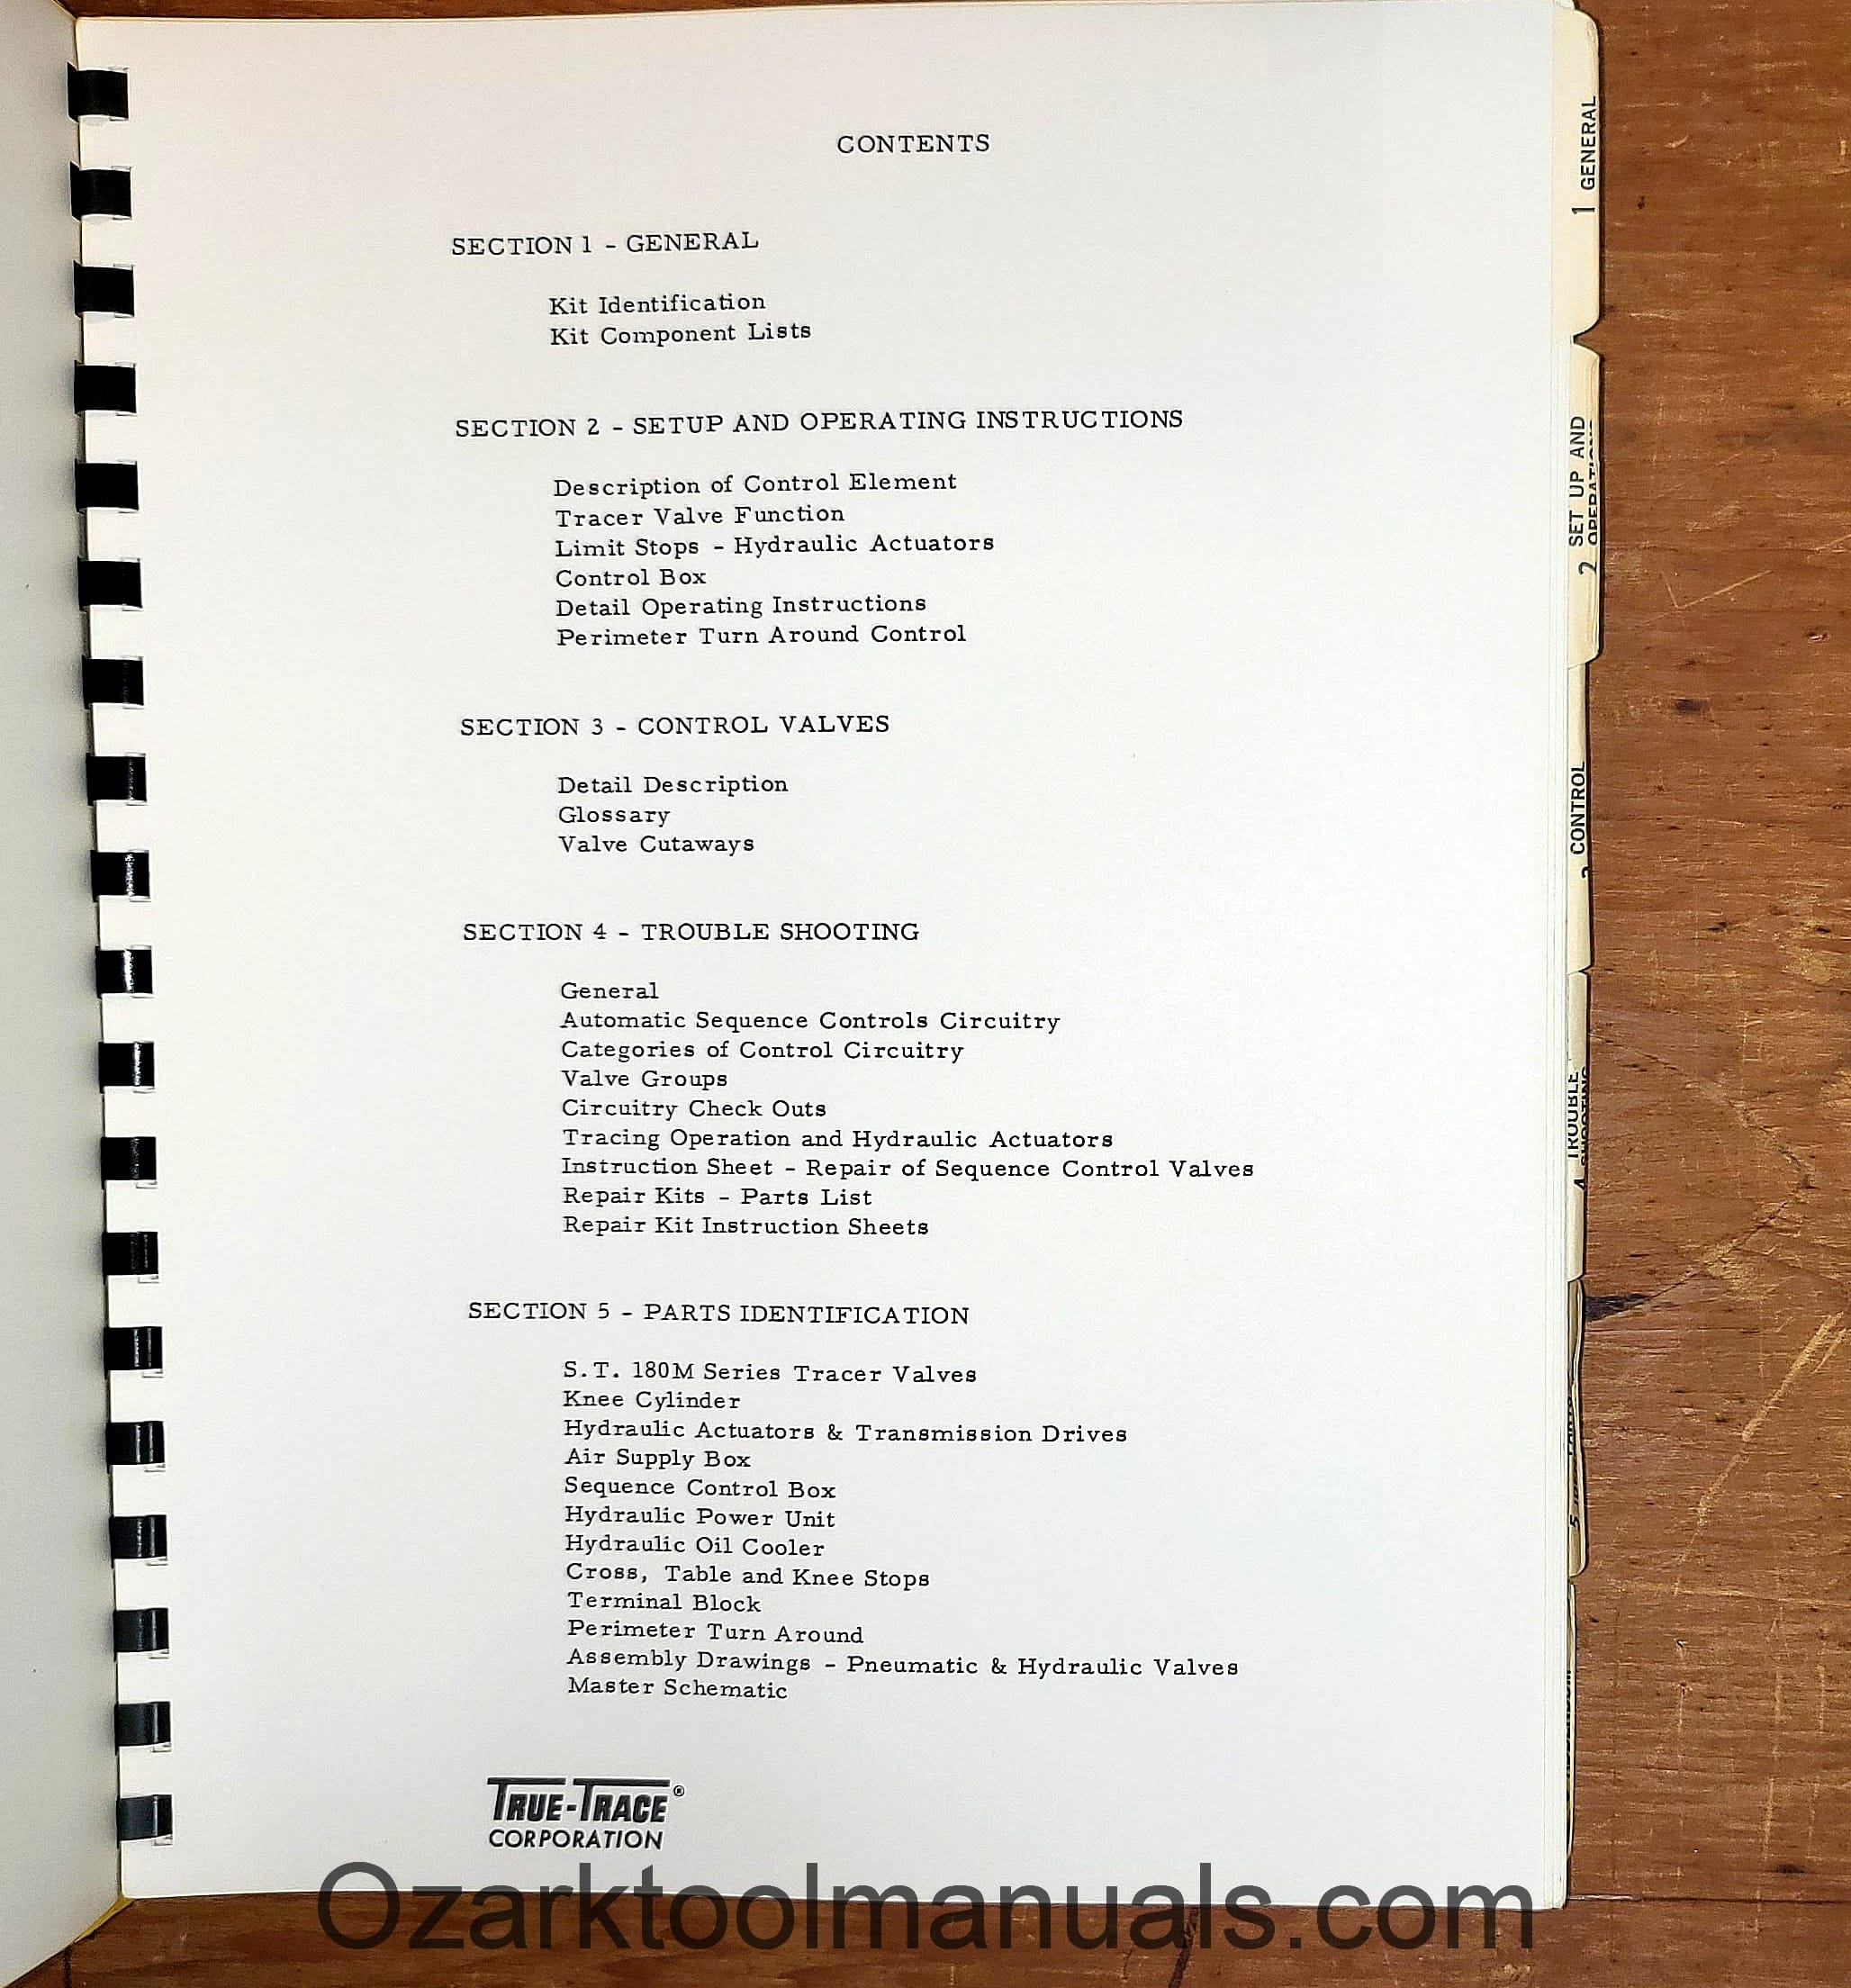 CONTENTS
SECTION 1 - GENERAL
Kit Identification
Kit Component Lists
SECTION 2 - SETUP AND OPERATING INSTRUCTIONS
Description of Control Element
Tracer Valve Function
Limit Stops - Hydraulic Actuators
Control Box
Detail Operating Instructions
Perimeter Turn Around Control
SECTION 3 - CONTROL VALVES
Detail Description
Glossary
Valve Cutaways
SECTION 4 - TROUBLE SHOOTING
General
Automatic Sequence Controls Circuitry
Categories of Control Circuitry
Valve Groups
Circuitry Check Outs
Tracing Operation and Hydraulic Actuators
Instruction Sheet - Repair of Sequence Control Valves
Repair Kits - Parts List
Repair Kit Instruction Sheets
SECTION 5 - PARTS IDENTIFICATION
S.T. 180M Series Tracer Valves
Knee Cylinder
Hydraulic Actuators & Transmission Drives
Air Supply Box
Sequence Control Box
Hydraulic Power Unit
Hydraulic Oil Cooler
Cross, Table and Knee Stops
Terminal Block
Perimeter Turn Around
Assembly Drawings - Pneumatic & Hydraulic Valves
Master Schematic
TRUE-TRACE®
CORPORATION
Ozarktoolmanuals.com
1 GENERAL
2 SET UP AND
OPERATIONS
CONTROL
TROUBLE
5